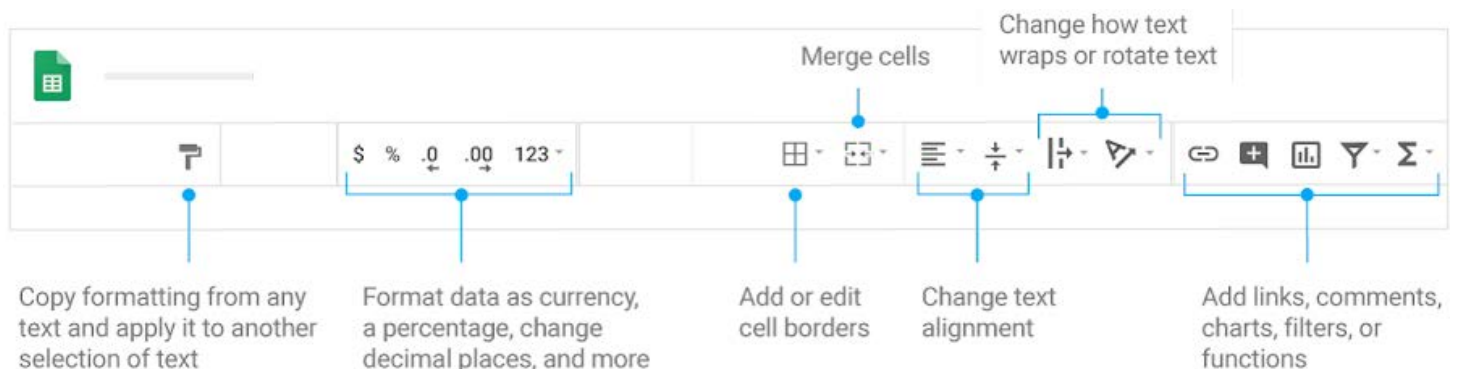 Change how text
wraps or rotate text
Merge cells
$ % .0 .00 123
Copy formatting from any
text and apply it to another
selection of text
Format data as currency,
a percentage, change
decimal places, and more
Add or edit
cell borders
Change text
alignment
Add links, comments,
charts, filters, or
functions